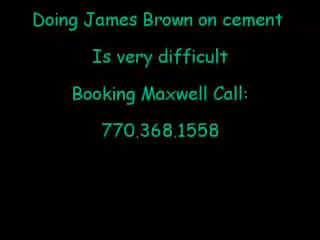 Doing James Brown on cement
Is very difficult
Booking Maxwell Call:
770.368.1558